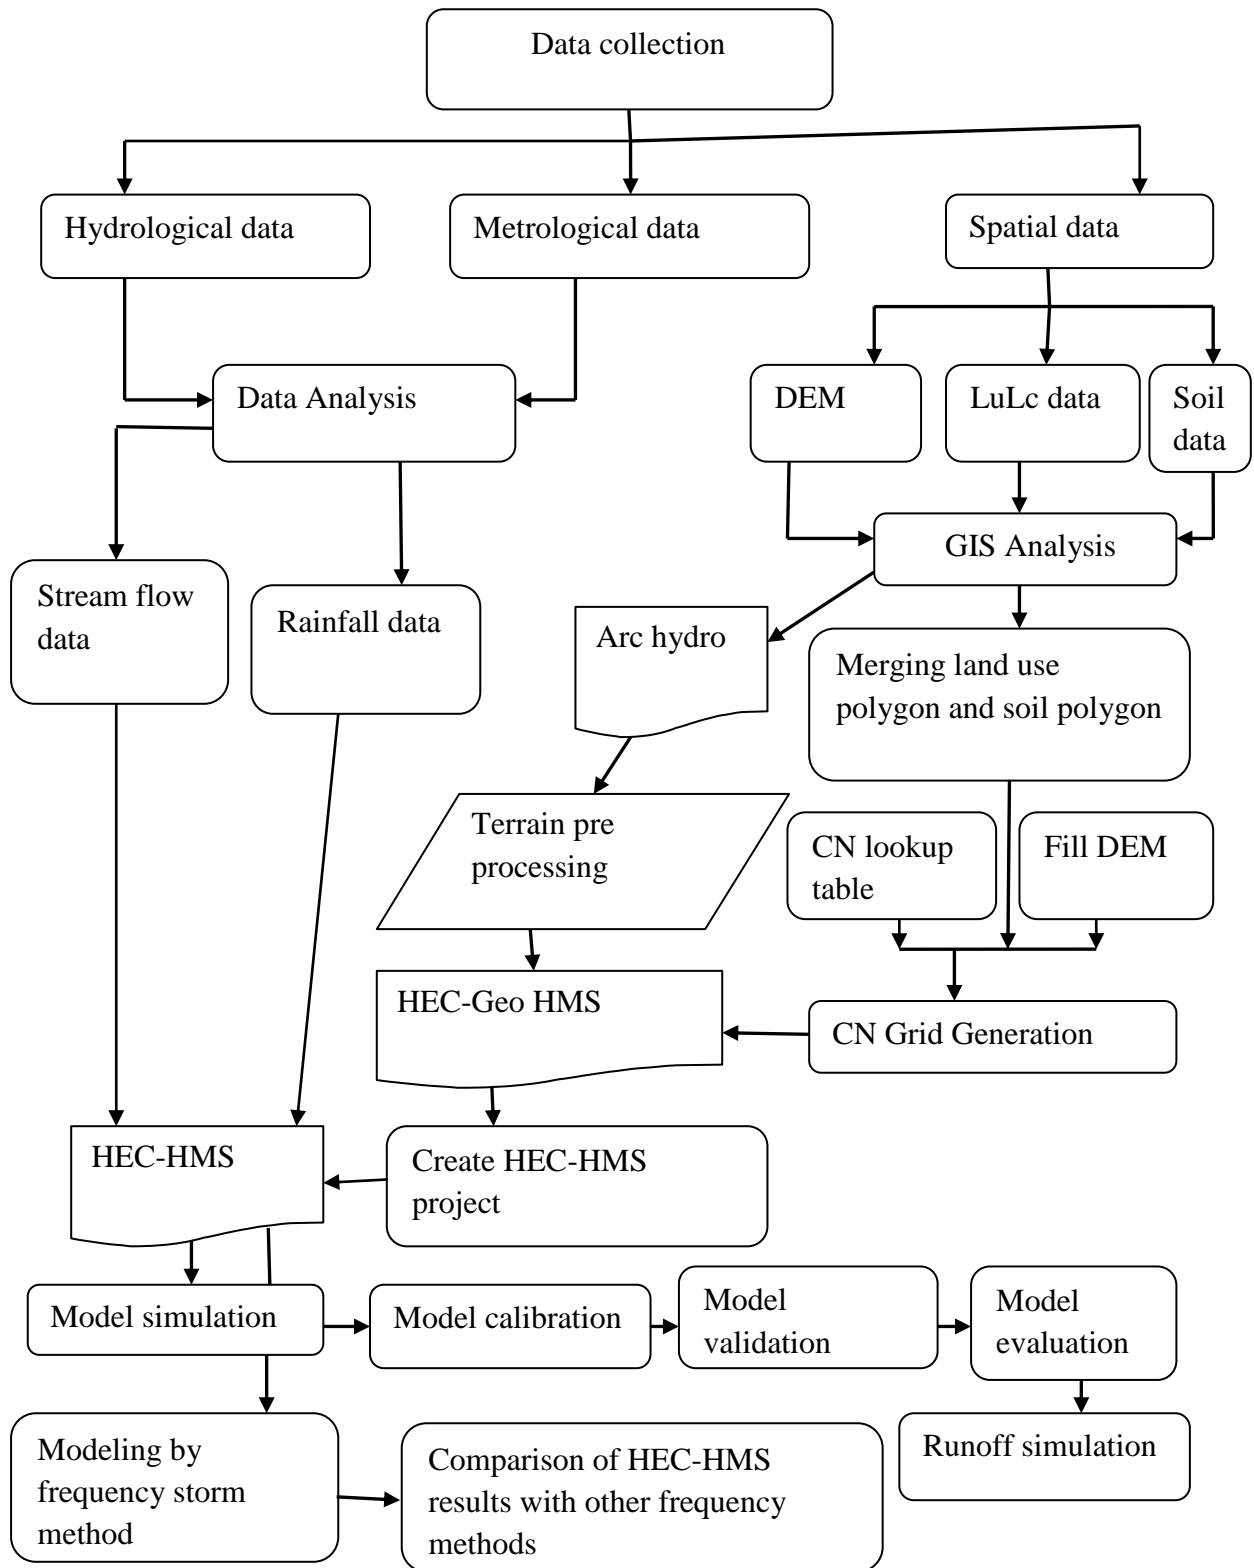 Data collection
Hydrological data
Metrological data
Spatial data
Data Analysis
DEM
LuLc data
Soil
data
GIS Analysis
Stream flow
data
Rainfall data
Arc hydro
Merging land use
polygon and soil polygon
Terrain pre
processing
CN lookup
table
Fill DEM
HEC-Geo HMS
CN Grid Generation
HEC-HMS
Create HEC-HMS
project
Model simulation
Model calibration
Model
validation
Model
evaluation
Modeling by
frequency storm
method
Comparison of HEC-HMS
results with other frequency
methods
Runoff simulation